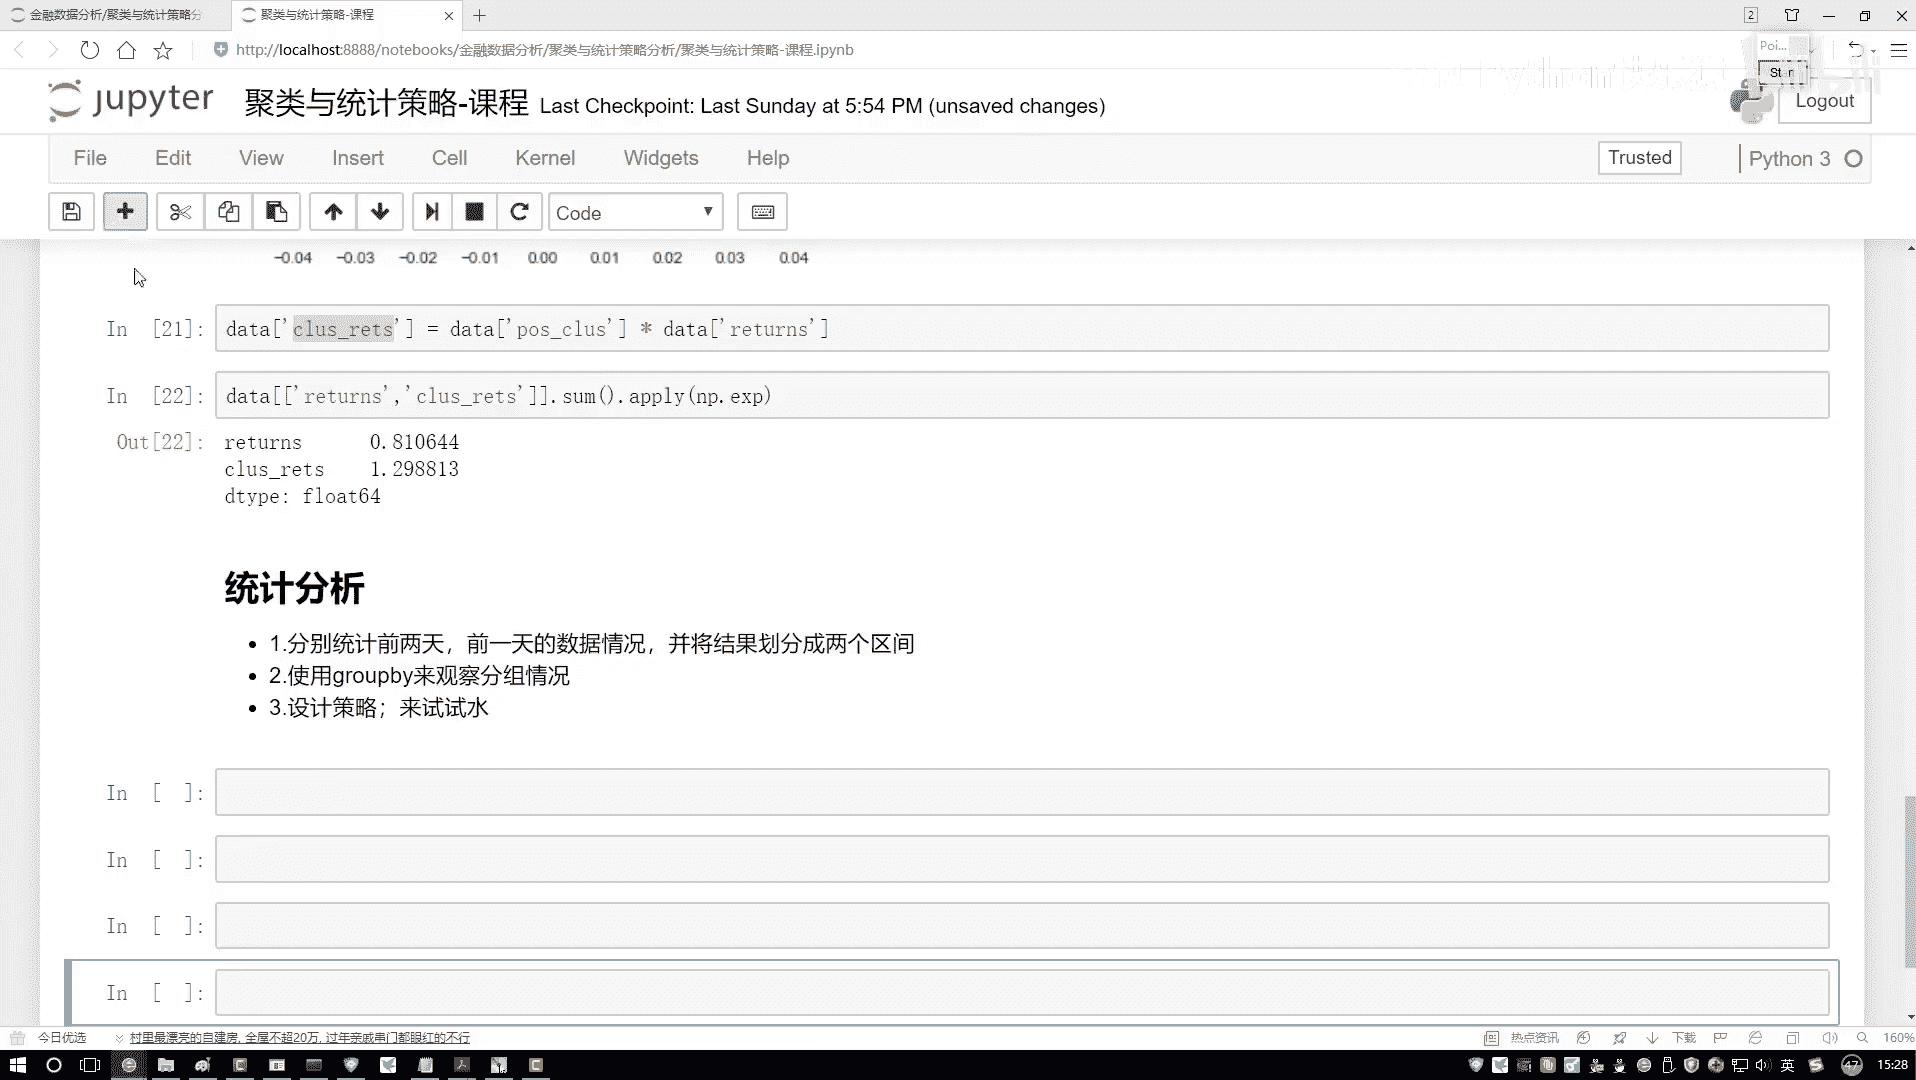 金融数据分析/聚类与统计策略分
聚类与统计策略-课程
2
http://localhost:8888/notebooks/金融数据分析/聚类与统计策略分析/聚类与统计策略-课程.ipynb
Poi...
Start
jupyter 聚类与统计策略-课程 Last Checkpoint: Last Sunday at 5:54 PM (unsaved changes)
Logout
File Edit View Insert Cell Kernel Widgets Help
Trusted
Python 3
Code
−0.04 −0.03 −0.02 −0.01 0.00 0.01 0.02 0.03 0.04
In [21]: data['clus_rets'] = data['pos_clus'] * data['returns']
In [22]: data[['returns','clus_rets']].sum().apply(np.exp)
Out[22]: returns 0.810644
clus_rets 1.298813
dtype: float64
统计分析
• 1.分别统计前两天，前一天的数据情况，并将结果划分成两个区间
• 2.使用groupby来观察分组情况
• 3.设计策略；来试试水
In [ ]:
In [ ]:
In [ ]:
In [ ]:
今日优选 村里最漂亮的自建房, 全屋不超20万, 过年亲戚串门都眼红的不行
热点资讯 下载 160%
英 47 15:28